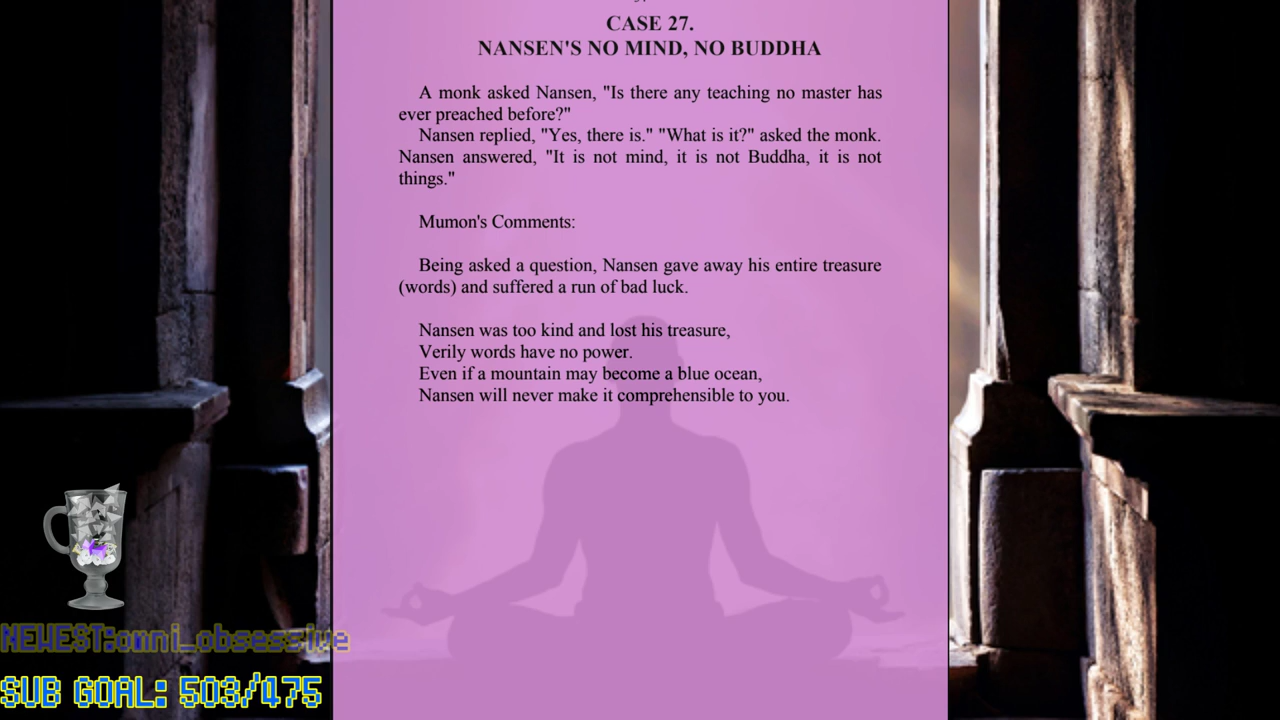 CASE 27.
NANSEN'S NO MIND, NO BUDDHA
A monk asked Nansen, "Is there any teaching no master has
ever preached before?"
Nansen replied, "Yes, there is." "What is it?" asked the monk.
Nansen answered, "It is not mind, it is not Buddha, it is not
things."
Mumon's Comments:
Being asked a question, Nansen gave away his entire treasure
(words) and suffered a run of bad luck.
Nansen was too kind and lost his treasure,
Verily words have no power.
Even if a mountain may become a blue ocean,
Nansen will never make it comprehensible to you.
NEWEST:omni_obsessive
SUB GOAL: 503/475